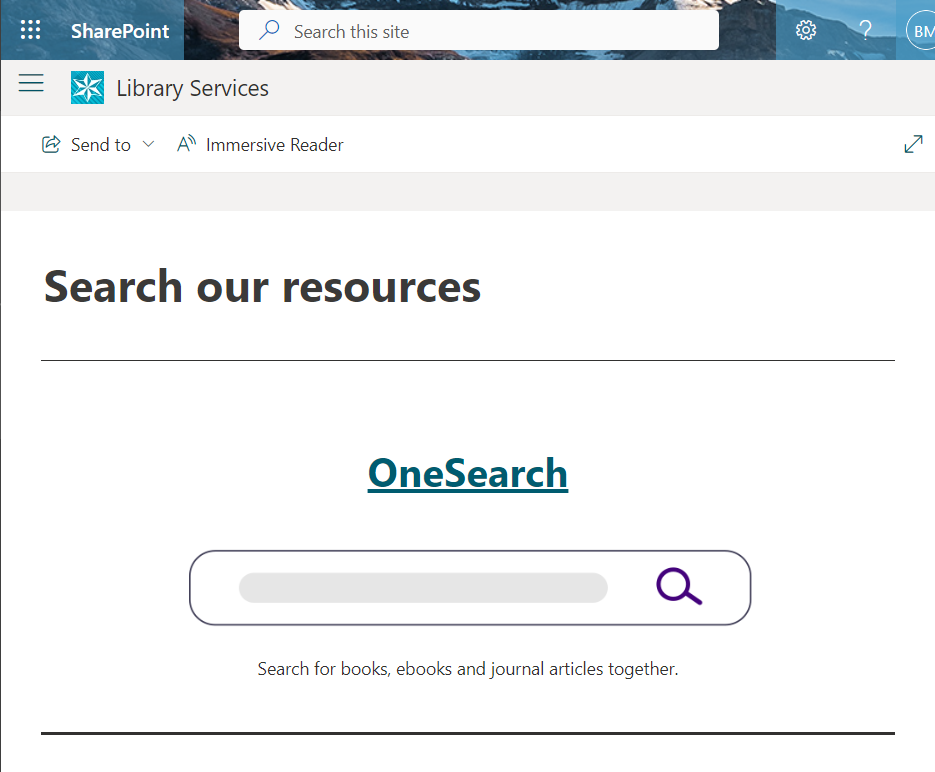 SharePoint
Search this site
?
BM
Library Services
Send to
Immersive Reader
Search our resources
OneSearch
Search for books, ebooks and journal articles together.